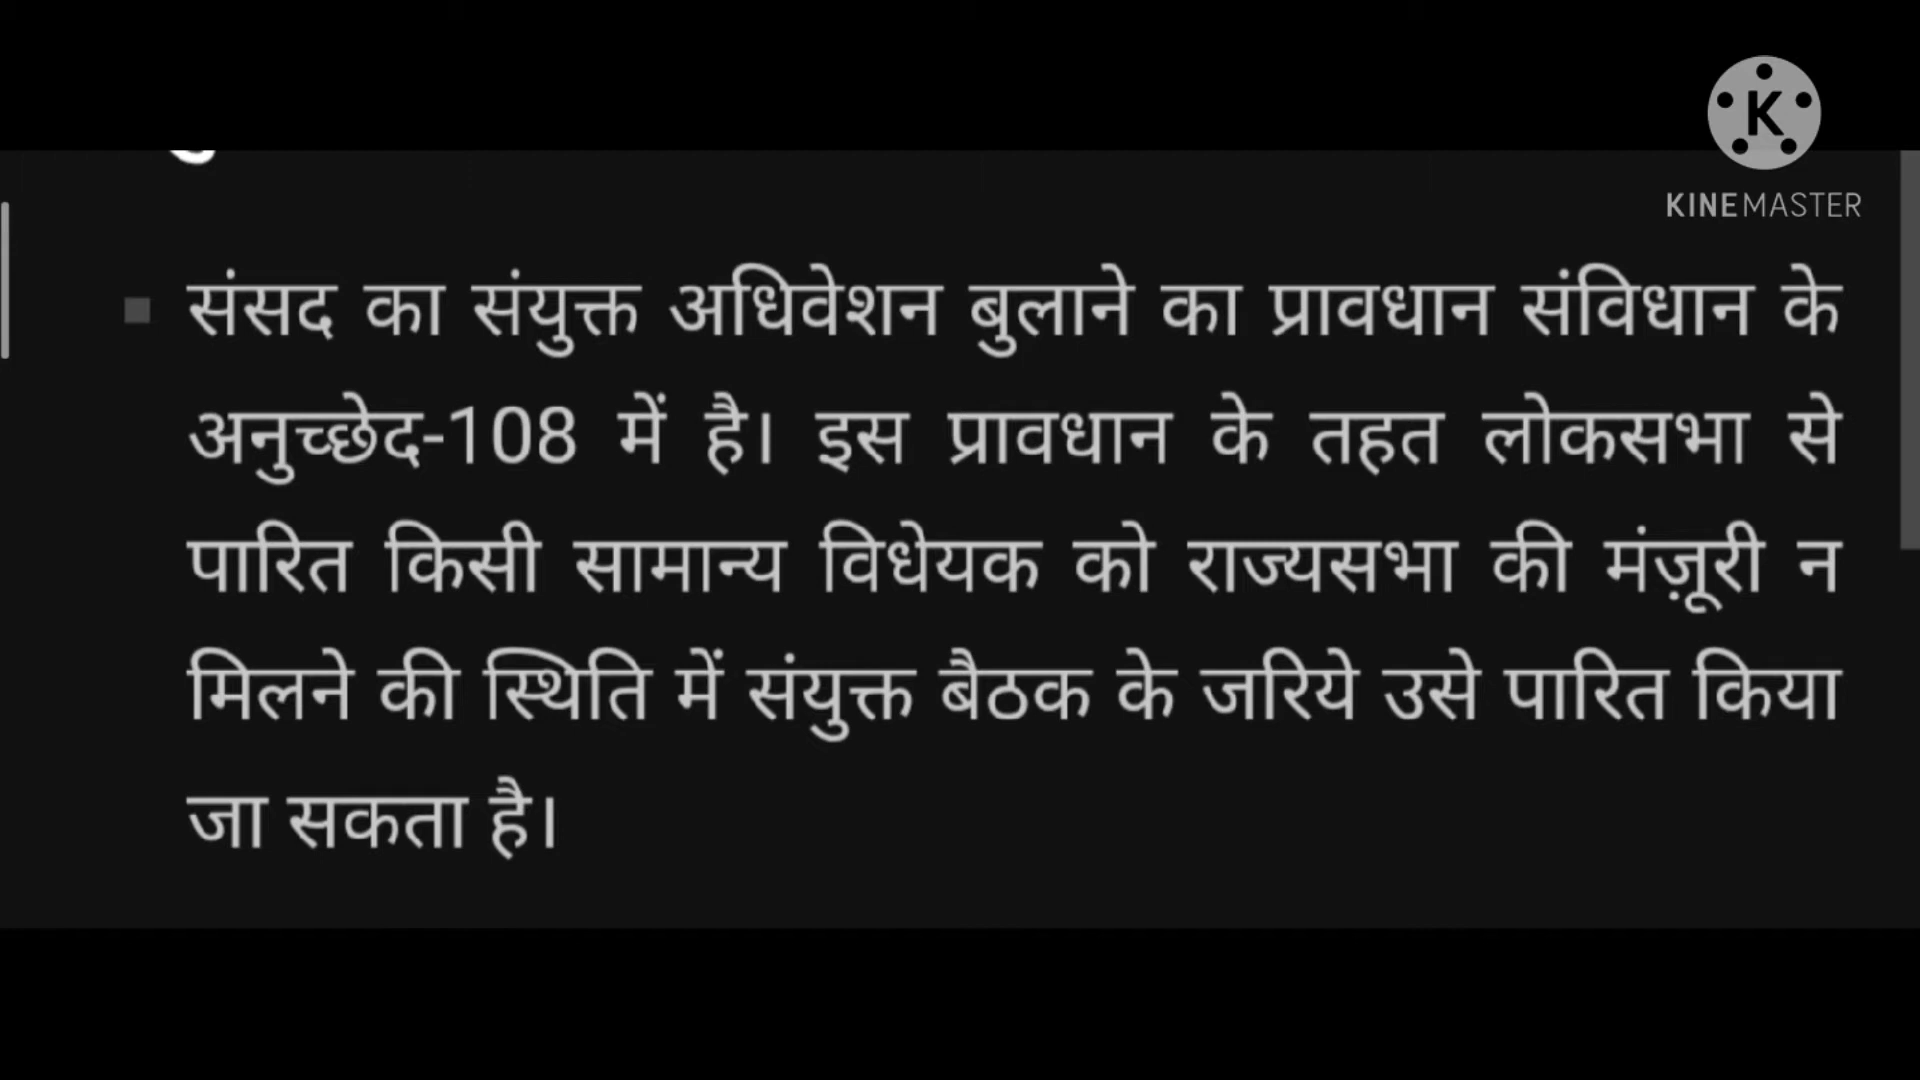 K
KINEMASTER
संसद का संयुक्त अधिवेशन बुलाने का प्रावधान संविधान के
अनुच्छेद-108 में है। इस प्रावधान के तहत लोकसभा से
पारित किसी सामान्य विधेयक को राज्यसभा की मंज़ूरी न
मिलने की स्थिति में संयुक्त बैठक के जरिये उसे पारित किया
जा सकता है।